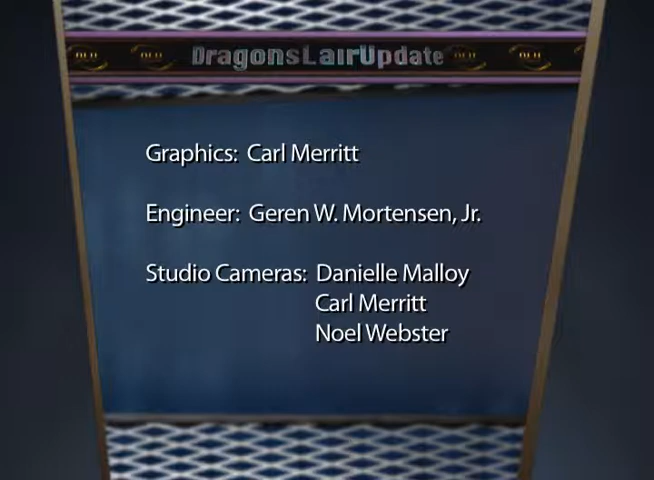 DragonsLairUpdate
Graphics: Carl Merritt
Engineer: Geren W. Mortensen, Jr.
Studio Cameras: Danielle Malloy
Carl Merritt
Noel Webster